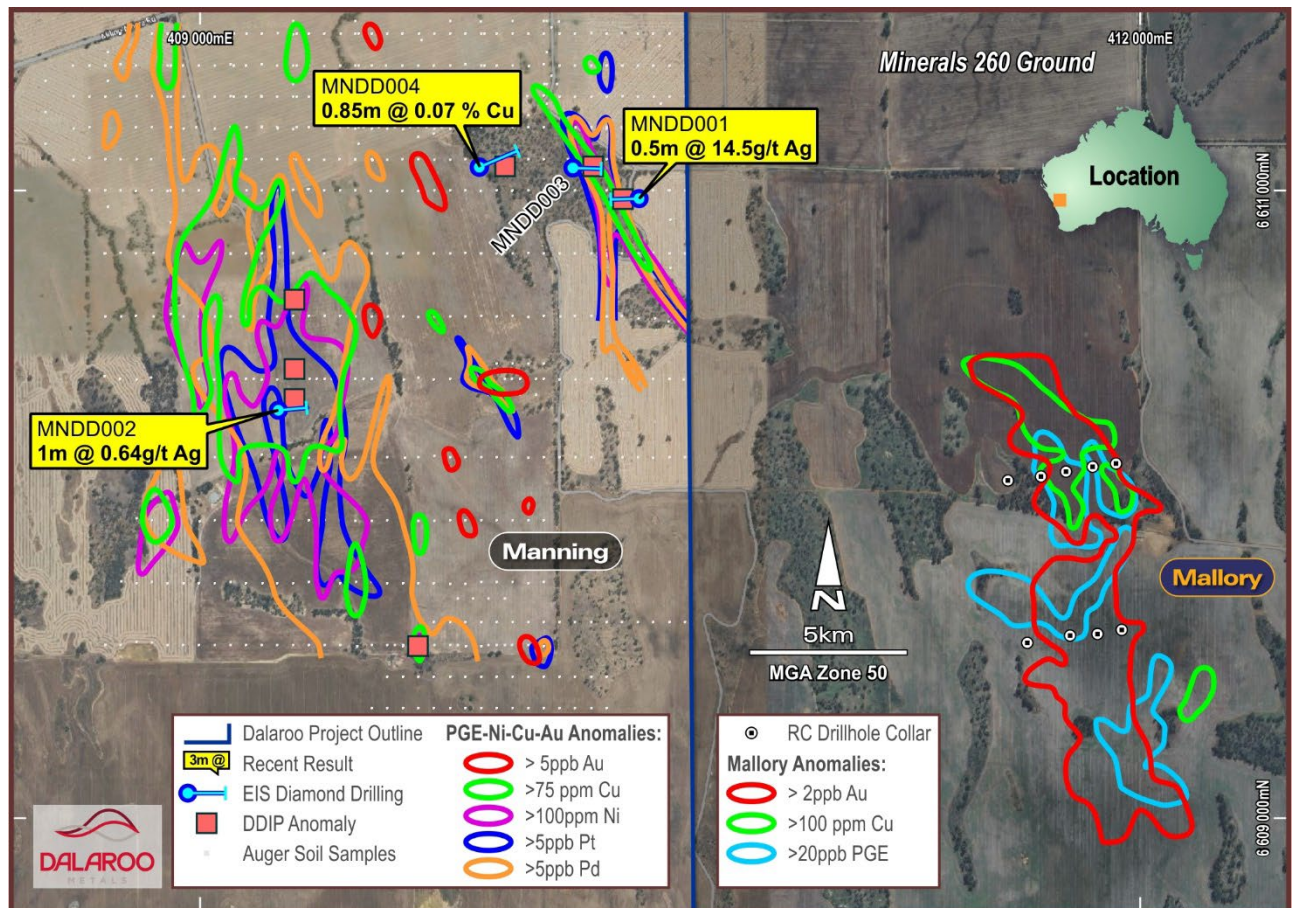 409 000mE
412 000mE
Minerals 260 Ground
MNDD004
0.85m @ 0.07 % Cu
MNDD001
0.5m @ 14.5g/t Ag
MNDD003
Location
6 611 000mN
MNDD002
1m @ 0.64g/t Ag
Manning
Mallory
N
5km
MGA Zone 50
6 609 000mN
Dalaroo Project Outline
3m @
Recent Result
EIS Diamond Drilling
DDIP Anomaly
Auger Soil Samples
PGE-Ni-Cu-Au Anomalies:
> 5ppb Au
>75 ppm Cu
>100ppm Ni
>5ppb Pt
>5ppb Pd
RC Drillhole Collar
Mallory Anomalies:
> 2ppb Au
>100 ppm Cu
>20ppb PGE
DALAROO
METALS